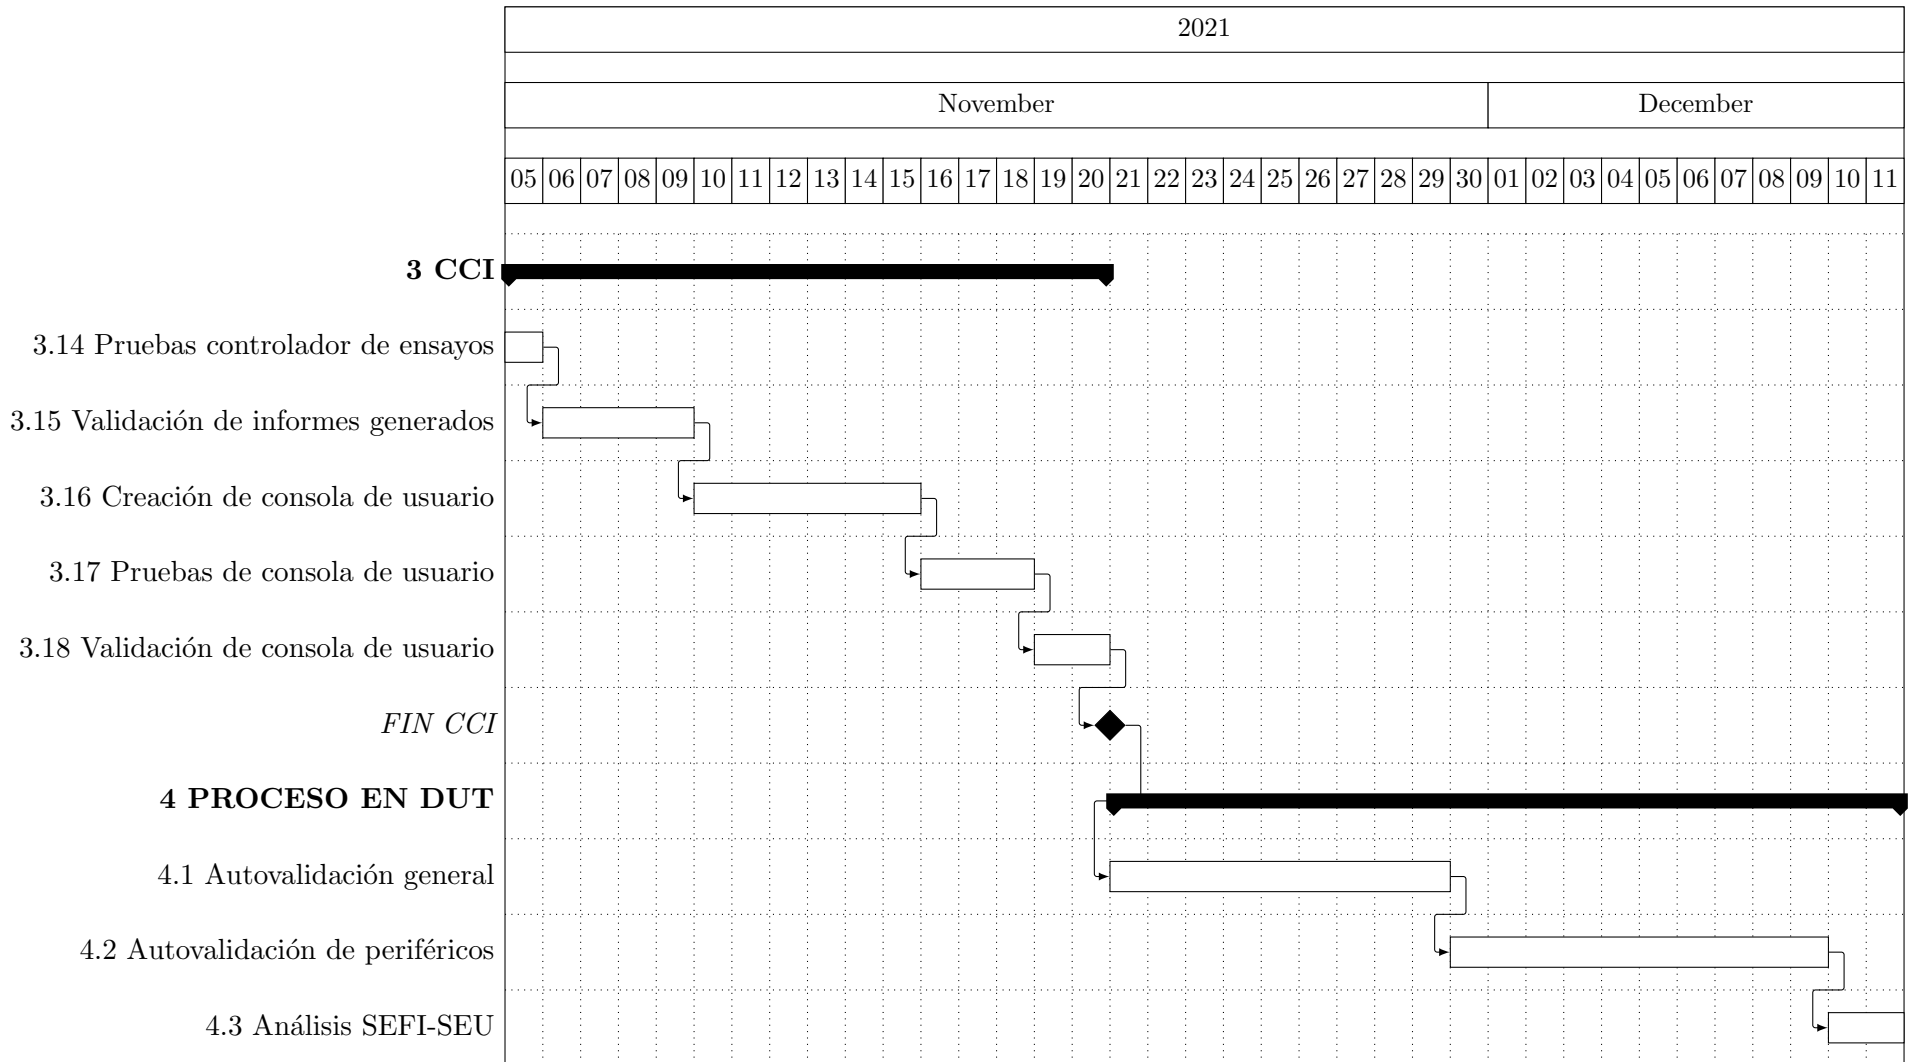 2021
November December
05 06 07 08 09 10 11 12 13 14 15 16 17 18 19 20 21 22 23 24 25 26 27 28 29 30 01 02 03 04 05 06 07 08 09 10 11
3 CCI
3.14 Pruebas controlador de ensayos
3.15 Validación de informes generados
3.16 Creación de consola de usuario
3.17 Pruebas de consola de usuario
3.18 Validación de consola de usuario
FIN CCI
4 PROCESO EN DUT
4.1 Autovalidación general
4.2 Autovalidación de periféricos
4.3 Análisis SEFI-SEU